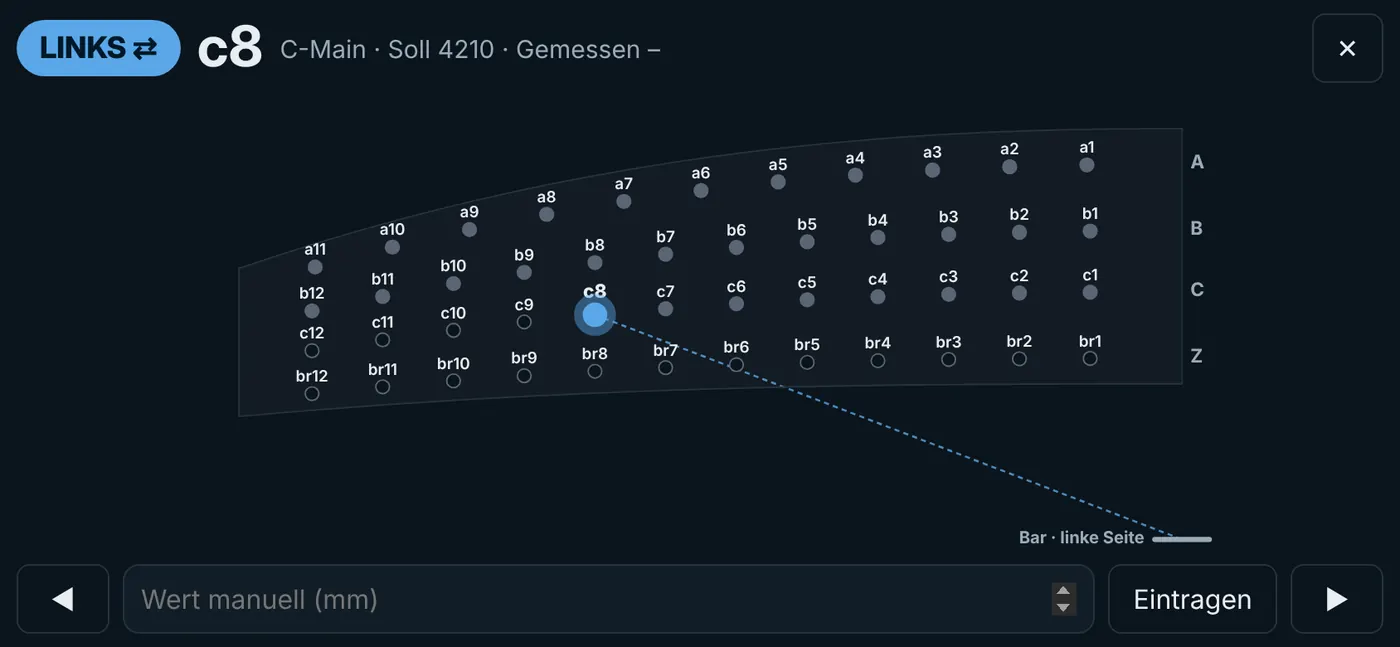 LINKS ⇄ c8 C-Main · Soll 4210 · Gemessen – ×
a11 a10 a9 a8 a7 a6 a5 a4 a3 a2 a1 A
b12 b11 b10 b9 b8 b7 b6 b5 b4 b3 b2 b1 B
c12 c11 c10 c9 c8 c7 c6 c5 c4 c3 c2 c1 C
br12 br11 br10 br9 br8 br7 br6 br5 br4 br3 br2 br1 Z
Bar · linke Seite
Wert manuell (mm) Eintragen